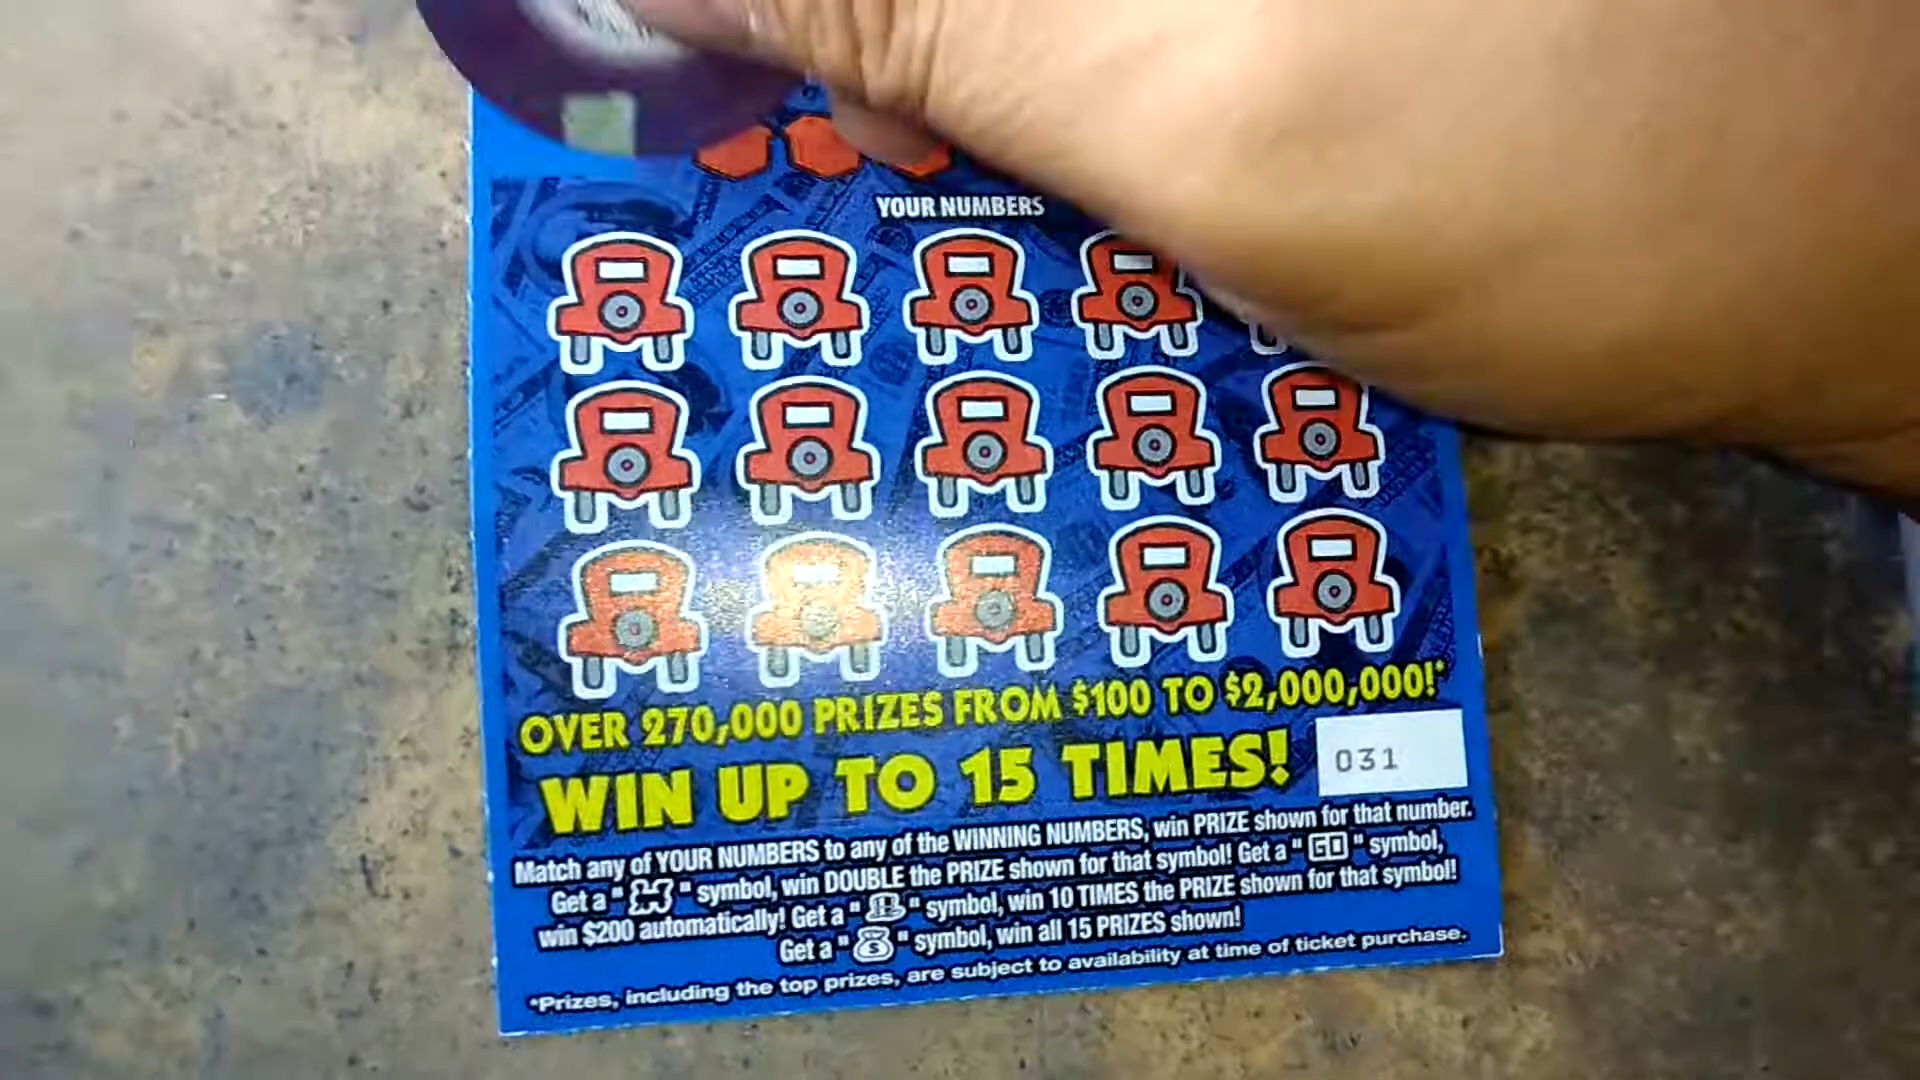 YOUR NUMBERS
OVER 270,000 PRIZES FROM $100 TO $2,000,000!*
WIN UP TO 15 TIMES!
031
Match any of YOUR NUMBERS to any of the WINNING NUMBERS, win PRIZE shown for that number.
Get a " " symbol, win DOUBLE the PRIZE shown for that symbol! Get a " GO " symbol,
win $200 automatically! Get a " " symbol, win 10 TIMES the PRIZE shown for that symbol!
Get a " $ " symbol, win all 15 PRIZES shown!
*Prizes, including the top prizes, are subject to availability at time of ticket purchase.